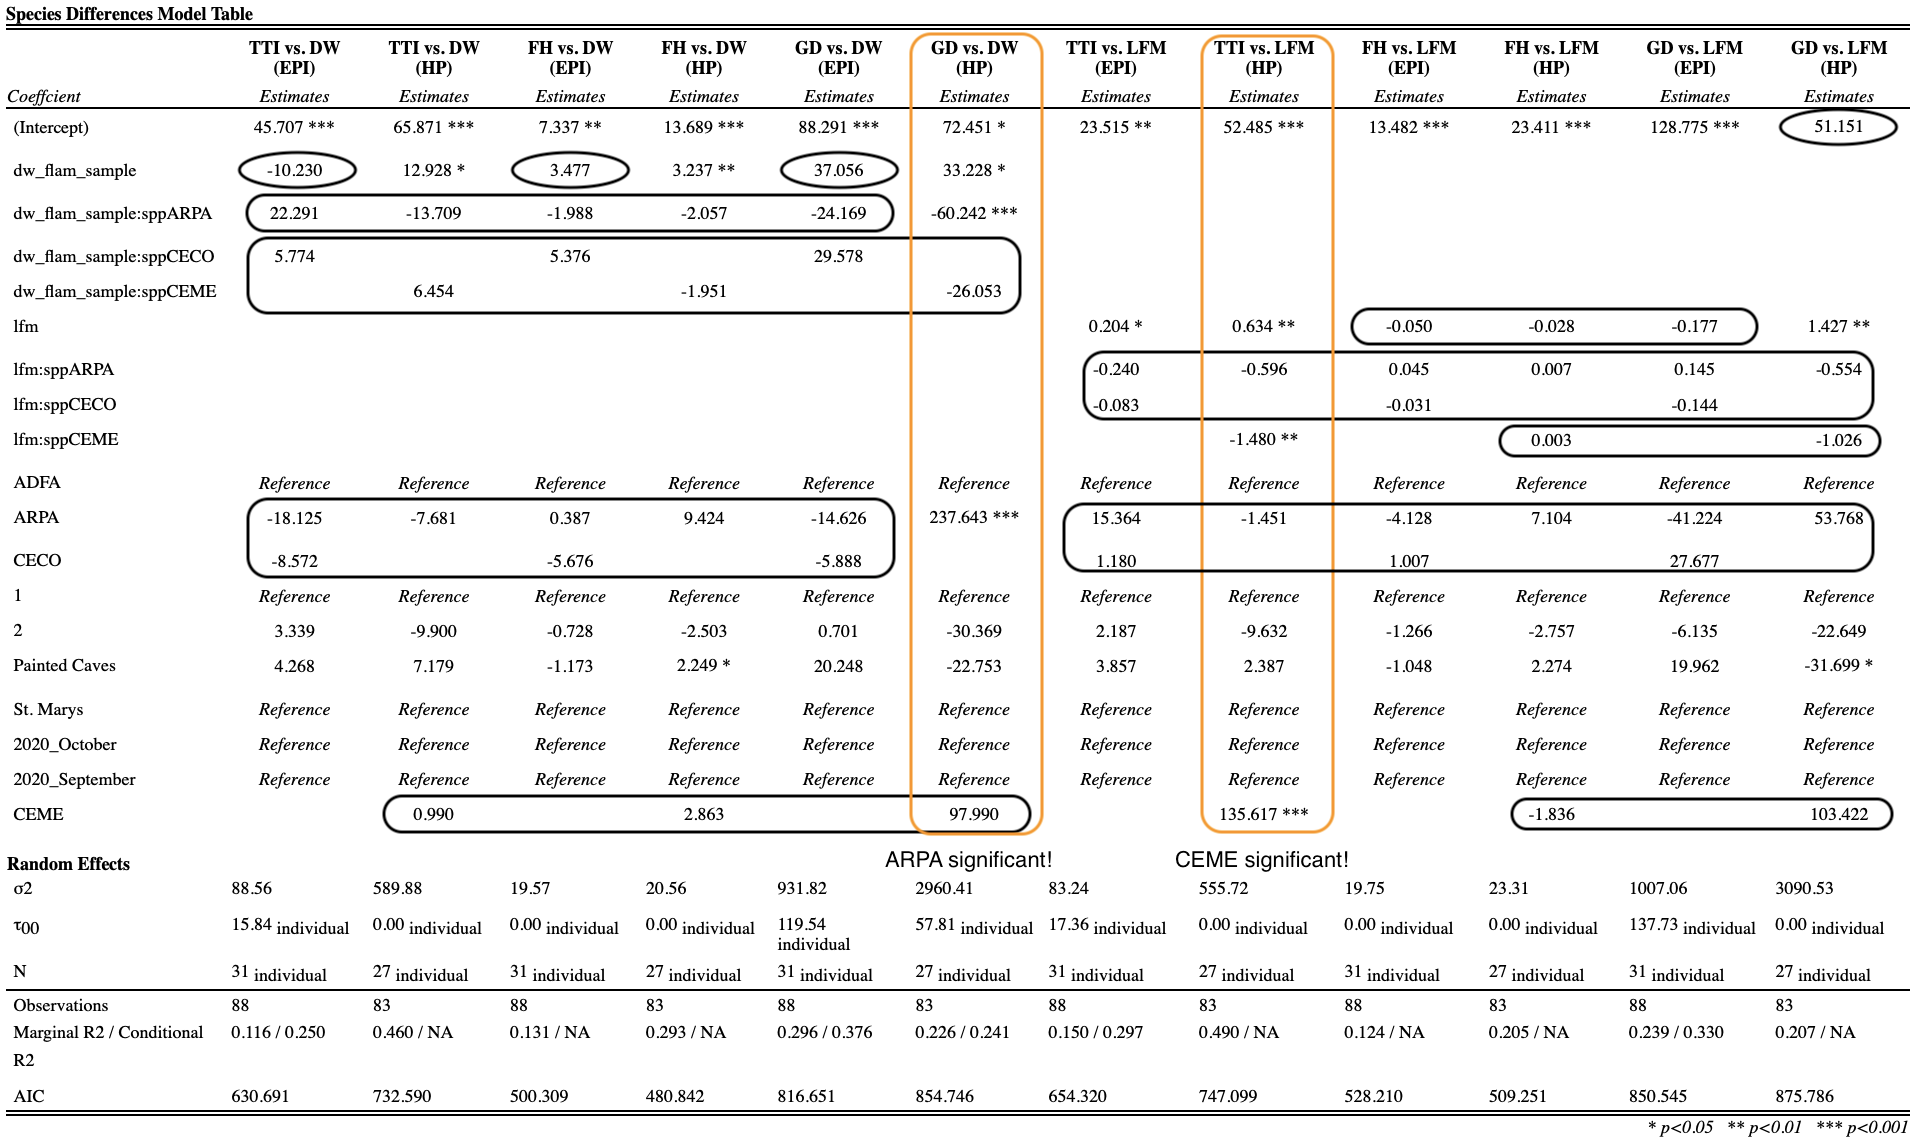 Species Differences Model Table
TTI vs. DW (EPI) TTI vs. DW (HP) FH vs. DW (EPI) FH vs. DW (HP) GD vs. DW (EPI) GD vs. DW (HP) TTI vs. LFM (EPI) TTI vs. LFM (HP) FH vs. LFM (EPI) FH vs. LFM (HP) GD vs. LFM (EPI) GD vs. LFM (HP)
Coeffcient Estimates Estimates Estimates Estimates Estimates Estimates Estimates Estimates Estimates Estimates Estimates Estimates
(Intercept) 45.707 *** 65.871 *** 7.337 ** 13.689 *** 88.291 *** 72.451 * 23.515 ** 52.485 *** 13.482 *** 23.411 *** 128.775 *** 51.151
dw_flam_sample -10.230 12.928 * 3.477 3.237 ** 37.056 33.228 *
dw_flam_sample:sppARPA 22.291 -13.709 -1.988 -2.057 -24.169 -60.242 ***
dw_flam_sample:sppCECO 5.774 5.376 29.578
dw_flam_sample:sppCEME 6.454 -1.951 -26.053
lfm 0.204 * 0.634 ** -0.050 -0.028 -0.177 1.427 **
lfm:sppARPA -0.240 -0.596 0.045 0.007 0.145 -0.554
lfm:sppCECO -0.083 -0.031 -0.144
lfm:sppCEME -1.480 ** 0.003 -1.026
ADFA Reference Reference Reference Reference Reference Reference Reference Reference Reference Reference Reference Reference
ARPA -18.125 -7.681 0.387 9.424 -14.626 237.643 *** 15.364 -1.451 -4.128 7.104 -41.224 53.768
CECO -8.572 -5.676 -5.888 1.180 1.007 27.677
1 Reference Reference Reference Reference Reference Reference Reference Reference Reference Reference Reference Reference
2 3.339 -9.900 -0.728 -2.503 0.701 -30.369 2.187 -9.632 -1.266 -2.757 -6.135 -22.649
Painted Caves 4.268 7.179 -1.173 2.249 * 20.248 -22.753 3.857 2.387 -1.048 2.274 19.962 -31.699 *
St. Marys Reference Reference Reference Reference Reference Reference Reference Reference Reference Reference Reference Reference
2020_October Reference Reference Reference Reference Reference Reference Reference Reference Reference Reference Reference Reference
2020_September Reference Reference Reference Reference Reference Reference Reference Reference Reference Reference Reference Reference
CEME 0.990 2.863 97.990 135.617 *** -1.836 103.422
ARPA significant! CEME significant!
Random Effects
σ2 88.56 589.88 19.57 20.56 931.82 2960.41 83.24 555.72 19.75 23.31 1007.06 3090.53
τ00 15.84 individual 0.00 individual 0.00 individual 0.00 individual 119.54 individual 57.81 individual 17.36 individual 0.00 individual 0.00 individual 0.00 individual 137.73 individual 0.00 individual
N 31 individual 27 individual 31 individual 27 individual 31 individual 27 individual 31 individual 27 individual 31 individual 27 individual 31 individual 27 individual
Observations 88 83 88 83 88 83 88 83 88 83 88 83
Marginal R2 / Conditional R2 0.116 / 0.250 0.460 / NA 0.131 / NA 0.293 / NA 0.296 / 0.376 0.226 / 0.241 0.150 / 0.297 0.490 / NA 0.124 / NA 0.205 / NA 0.239 / 0.330 0.207 / NA
AIC 630.691 732.590 500.309 480.842 816.651 854.746 654.320 747.099 528.210 509.251 850.545 875.786
* p<0.05 ** p<0.01 *** p<0.001